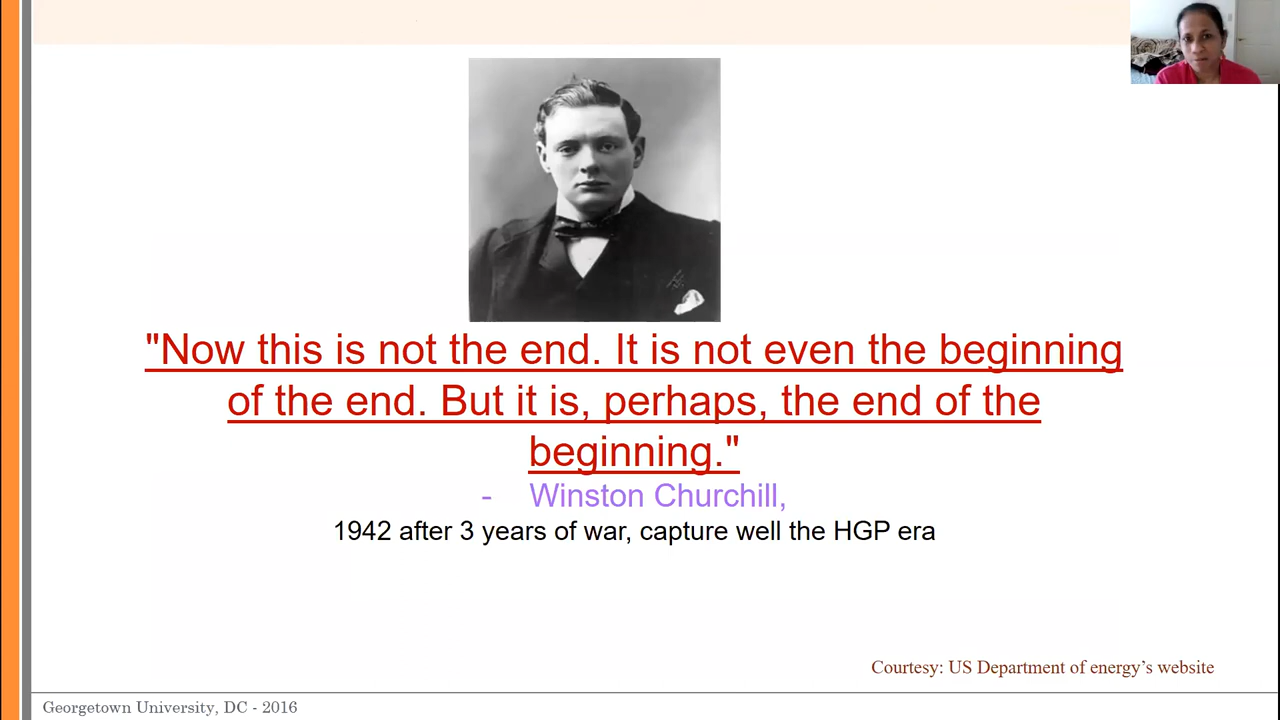 "Now this is not the end. It is not even the beginning
of the end. But it is, perhaps, the end of the
beginning."
- Winston Churchill,
1942 after 3 years of war, capture well the HGP era
Courtesy: US Department of energy's website
Georgetown University, DC - 2016